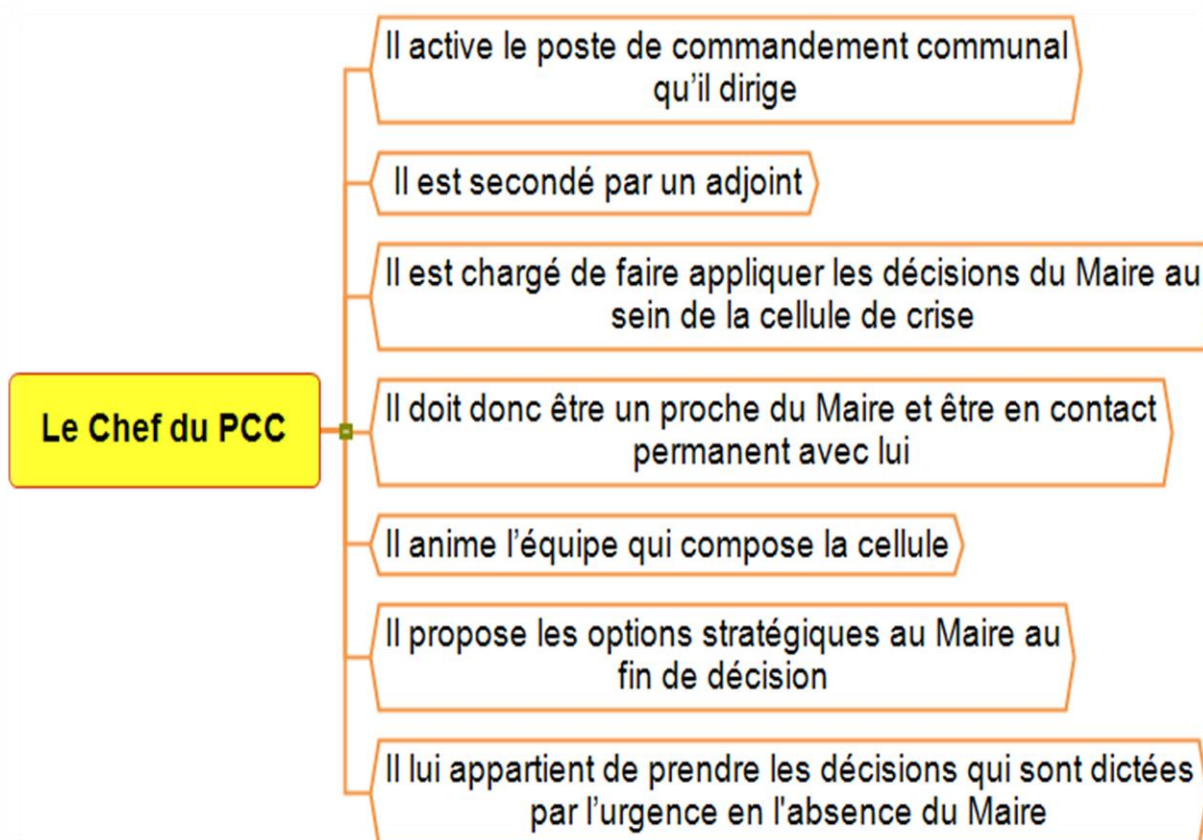 Il active le poste de commandement communal
qu'il dirige
Il est secondé par un adjoint
Il est chargé de faire appliquer les décisions du Maire au
sein de la cellule de crise
Le Chef du PCC
Il doit donc être un proche du Maire et être en contact
permanent avec lui
Il anime l'équipe qui compose la cellule
Il propose les options stratégiques au Maire au
fin de décision
Il lui appartient de prendre les décisions qui sont dictées
par l'urgence en l'absence du Maire